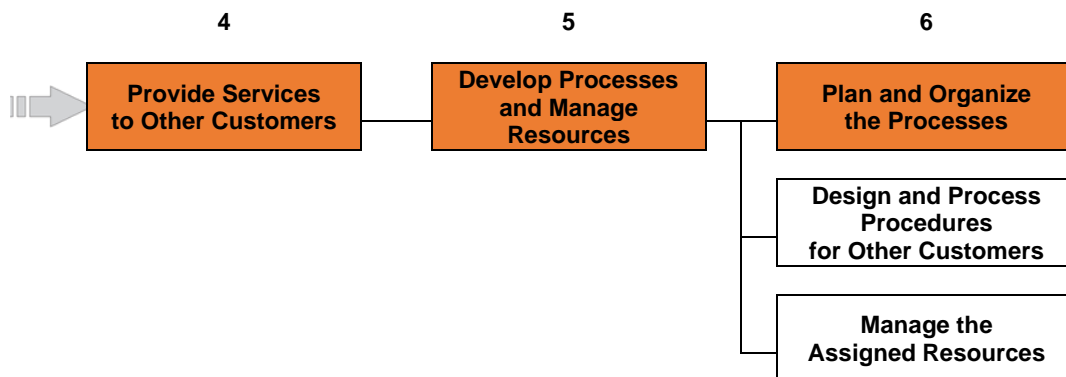 4
5
6
Provide Services
to Other Customers
Develop Processes
and Manage
Resources
Plan and Organize
the Processes
Design and Process
Procedures
for Other Customers
Manage the
Assigned Resources